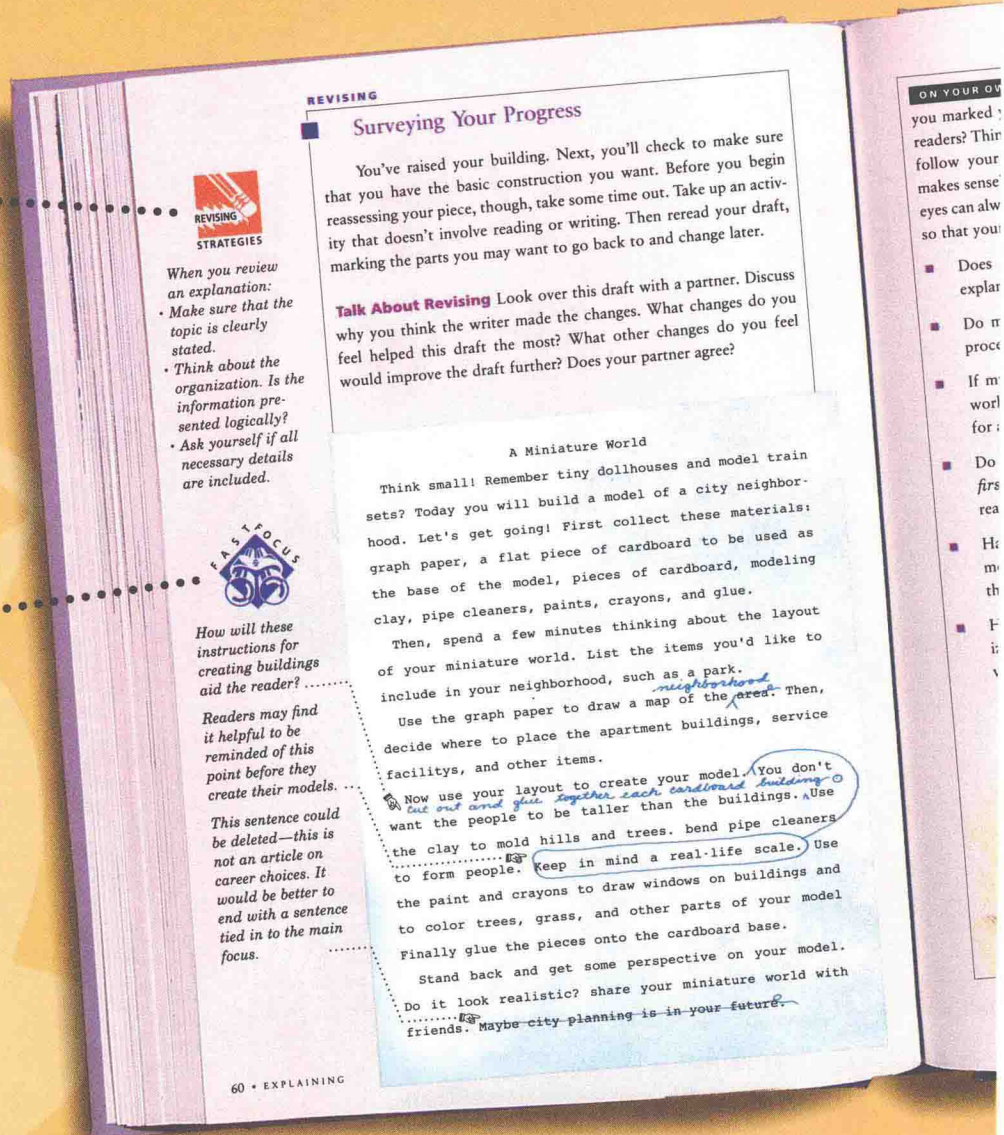 REVISING
Surveying Your Progress
You've raised your building. Next, you'll check to make sure
that you have the basic construction you want. Before you begin
reassessing your piece, though, take some time out. Take up an activ-
ity that doesn't involve reading or writing. Then reread your draft,
marking the parts you may want to go back to and change later.
Talk About Revising Look over this draft with a partner. Discuss
why you think the writer made the changes. What changes do you
feel helped this draft the most? What other changes do you feel
would improve the draft further? Does your partner agree?
REVISING
STRATEGIES
When you review
an explanation:
• Make sure that the
topic is clearly
stated.
• Think about the
organization. Is the
information pre-
sented logically?
• Ask yourself if all
necessary details
are included.
FAST FOCUS
How will these
instructions for
creating buildings
aid the reader?
Readers may find
it helpful to be
reminded of this
point before they
create their models.
This sentence could
be deleted—this is
not an article on
career choices. It
would be better to
end with a sentence
tied in to the main
focus.
A Miniature World
Think small! Remember tiny dollhouses and model train
sets? Today you will build a model of a city neighbor-
hood. Let's get going! First collect these materials:
graph paper, a flat piece of cardboard to be used as
the base of the model, pieces of cardboard, modeling
clay, pipe cleaners, paints, crayons, and glue.
Then, spend a few minutes thinking about the layout
of your miniature world. List the items you'd like to
include in your neighborhood, such as a park.
neighborhood
Use the graph paper to draw a map of the area. Then,
decide where to place the apartment buildings, service
facilitys, and other items.
Now use your layout to create your model. You don't
cut out and glue together each cardboard building
want the people to be taller than the buildings. Use
the clay to mold hills and trees. bend pipe cleaners
to form people. Keep in mind a real-life scale. Use
the paint and crayons to draw windows on buildings and
to color trees, grass, and other parts of your model
Finally glue the pieces onto the cardboard base.
Stand back and get some perspective on your model.
Do it look realistic? share your miniature world with
friends. Maybe city planning is in your future.
60 • EXPLAINING
ON YOUR
you marked
readers?
follow your
makes sense
eyes can
so that
Does
Do
If
for
Do